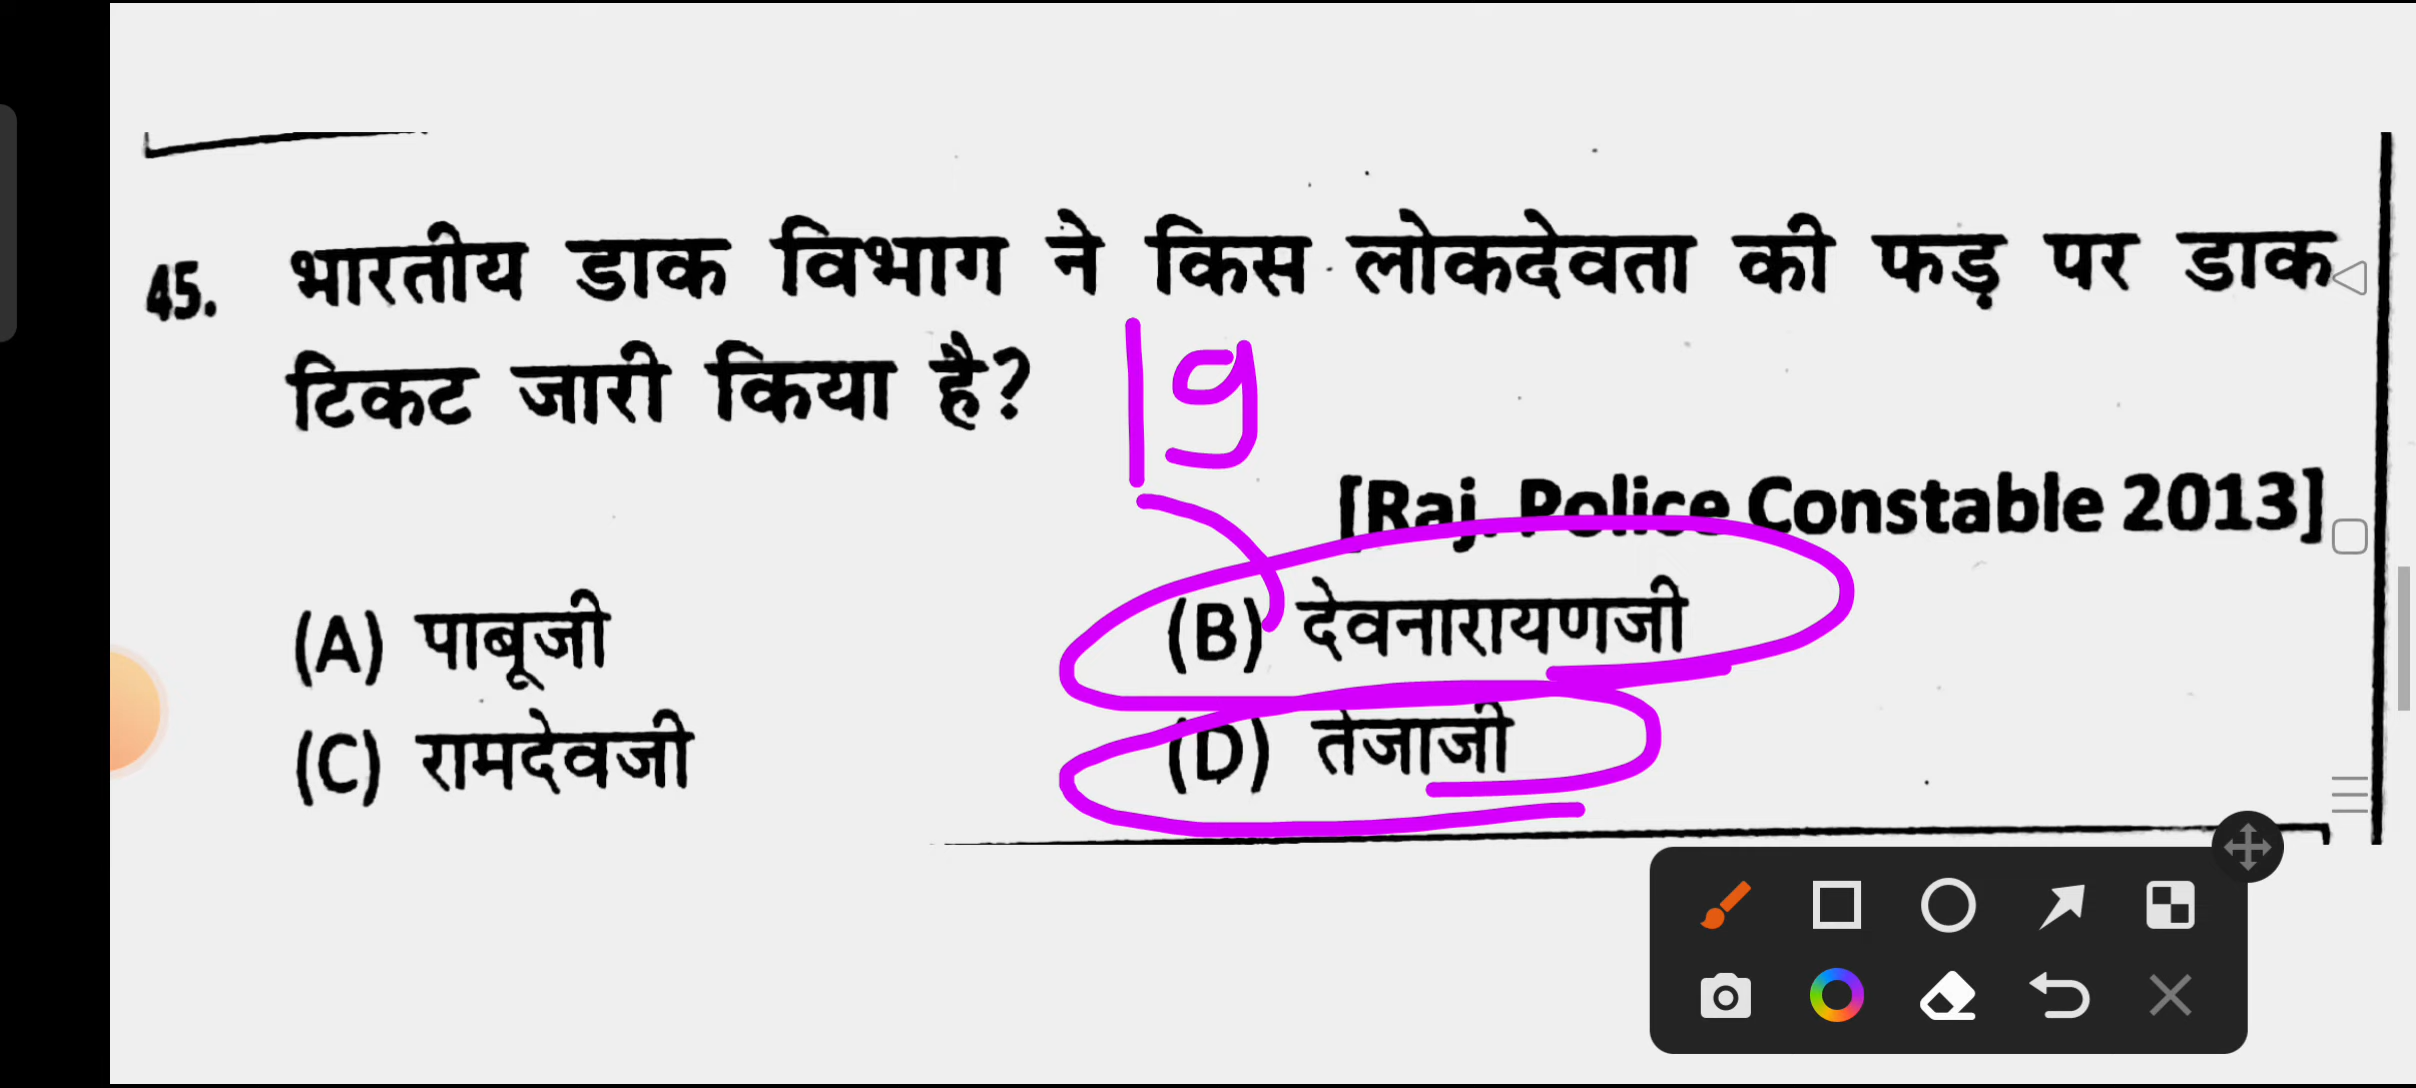 45. भारतीय डाक विभाग ने किस लोकदेवता की फड़ पर डाक
टिकट जारी किया है?
19
[Raj. Police Constable 2013]
(A) पाबूजी (B) देवनारायणजी
(C) रामदेवजी (D) तेजाजी